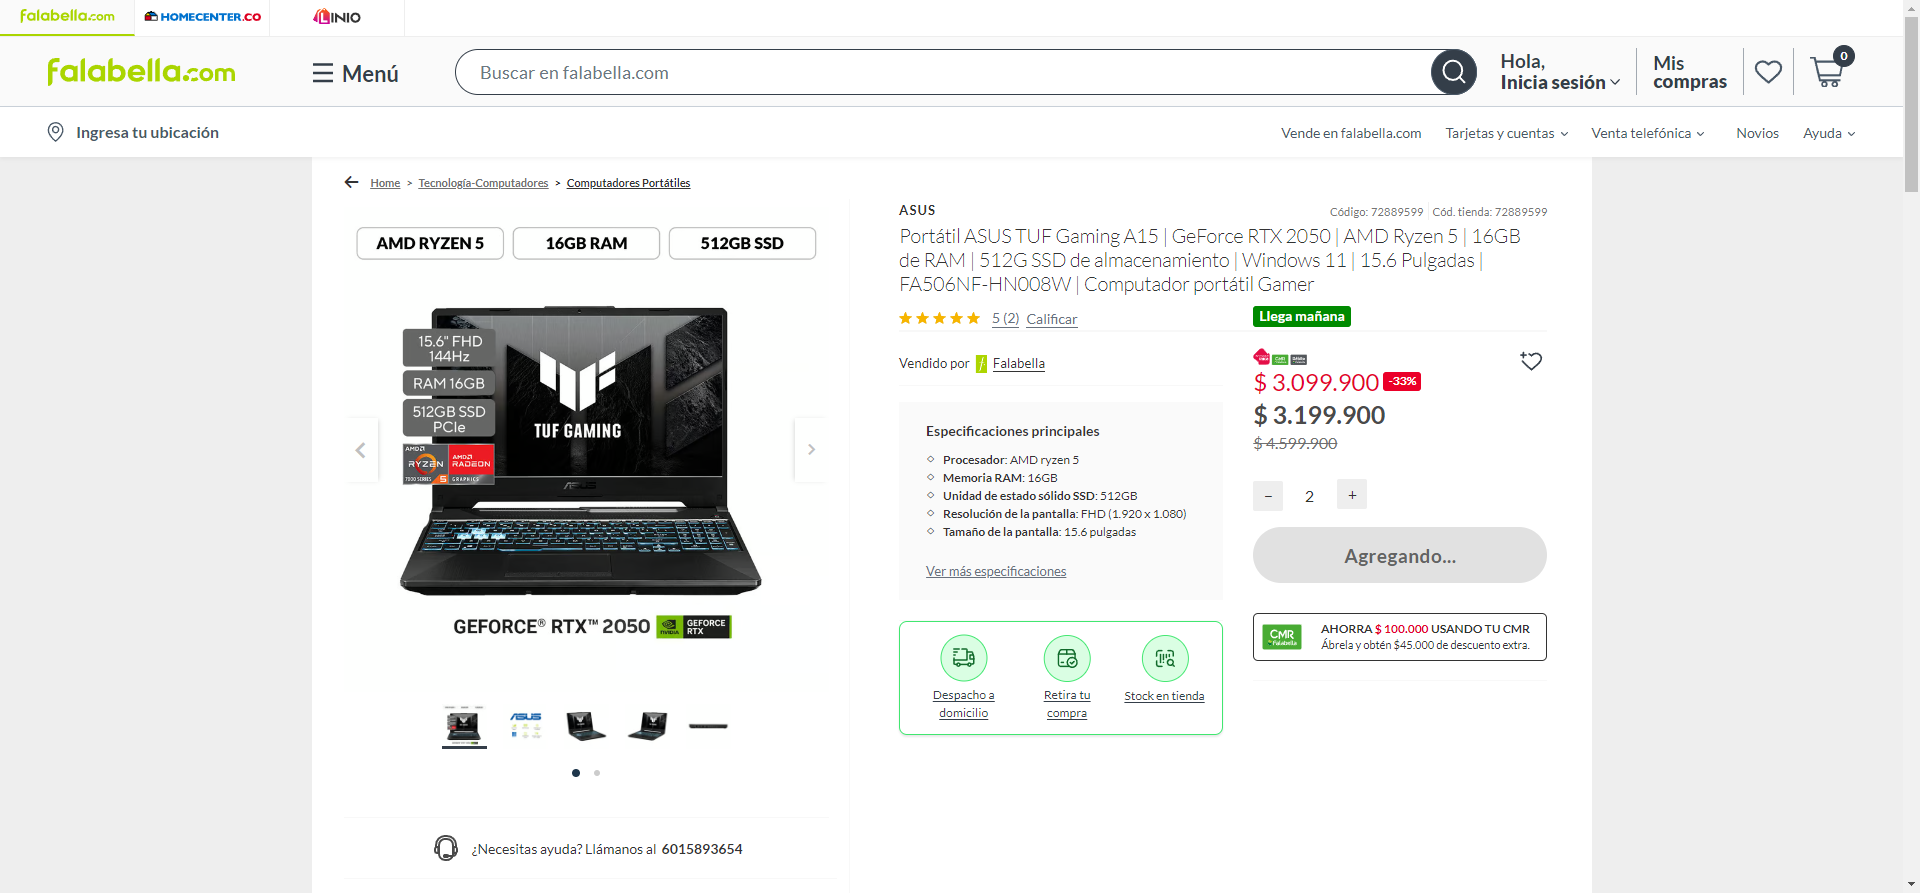 falabella.com
HOMECENTER.CO
LINIO
falabella.com
Menú
Buscar en falabella.com
Hola,
Inicia sesión
Mis
compras
0
Ingresa tu ubicación
Vende en falabella.com
Tarjetas y cuentas
Venta telefónica
Novios
Ayuda
Home > Tecnología-Computadores > Computadores Portátiles
AMD RYZEN 5
16GB RAM
512GB SSD
15.6" FHD
144Hz
RAM 16GB
512GB SSD
PCIe
AMD
RYZEN
7000 SERIES 5
AMD
RADEON
GRAPHICS
TUF GAMING
ASUS
GEFORCE® RTX™ 2050
NVIDIA
GEFORCE
RTX
ASUS
¿Necesitas ayuda? Llámanos al 6015893654
ASUS
Código: 72889599
Cód. tienda: 72889599
Portátil ASUS TUF Gaming A15 | GeForce RTX 2050 | AMD Ryzen 5 | 16GB
de RAM | 512G SSD de almacenamiento | Windows 11 | 15.6 Pulgadas |
FA506NF-HN008W | Computador portátil Gamer
5 (2)
Calificar
Llega mañana
Vendido por
Falabella
Especificaciones principales
Procesador: AMD ryzen 5
Memoria RAM: 16GB
Unidad de estado sólido SSD: 512GB
Resolución de la pantalla: FHD (1.920 x 1.080)
Tamaño de la pantalla: 15.6 pulgadas
Ver más especificaciones
Despacho a
domicilio
Retira tu
compra
Stock en tienda
CMR
$ 3.099.900 -33%
$ 3.199.900
$ 4.599.900
− 2 +
Agregando...
CMR
Falabella
AHORRA $ 100.000 USANDO TU CMR
Ábrela y obtén $45.000 de descuento extra.